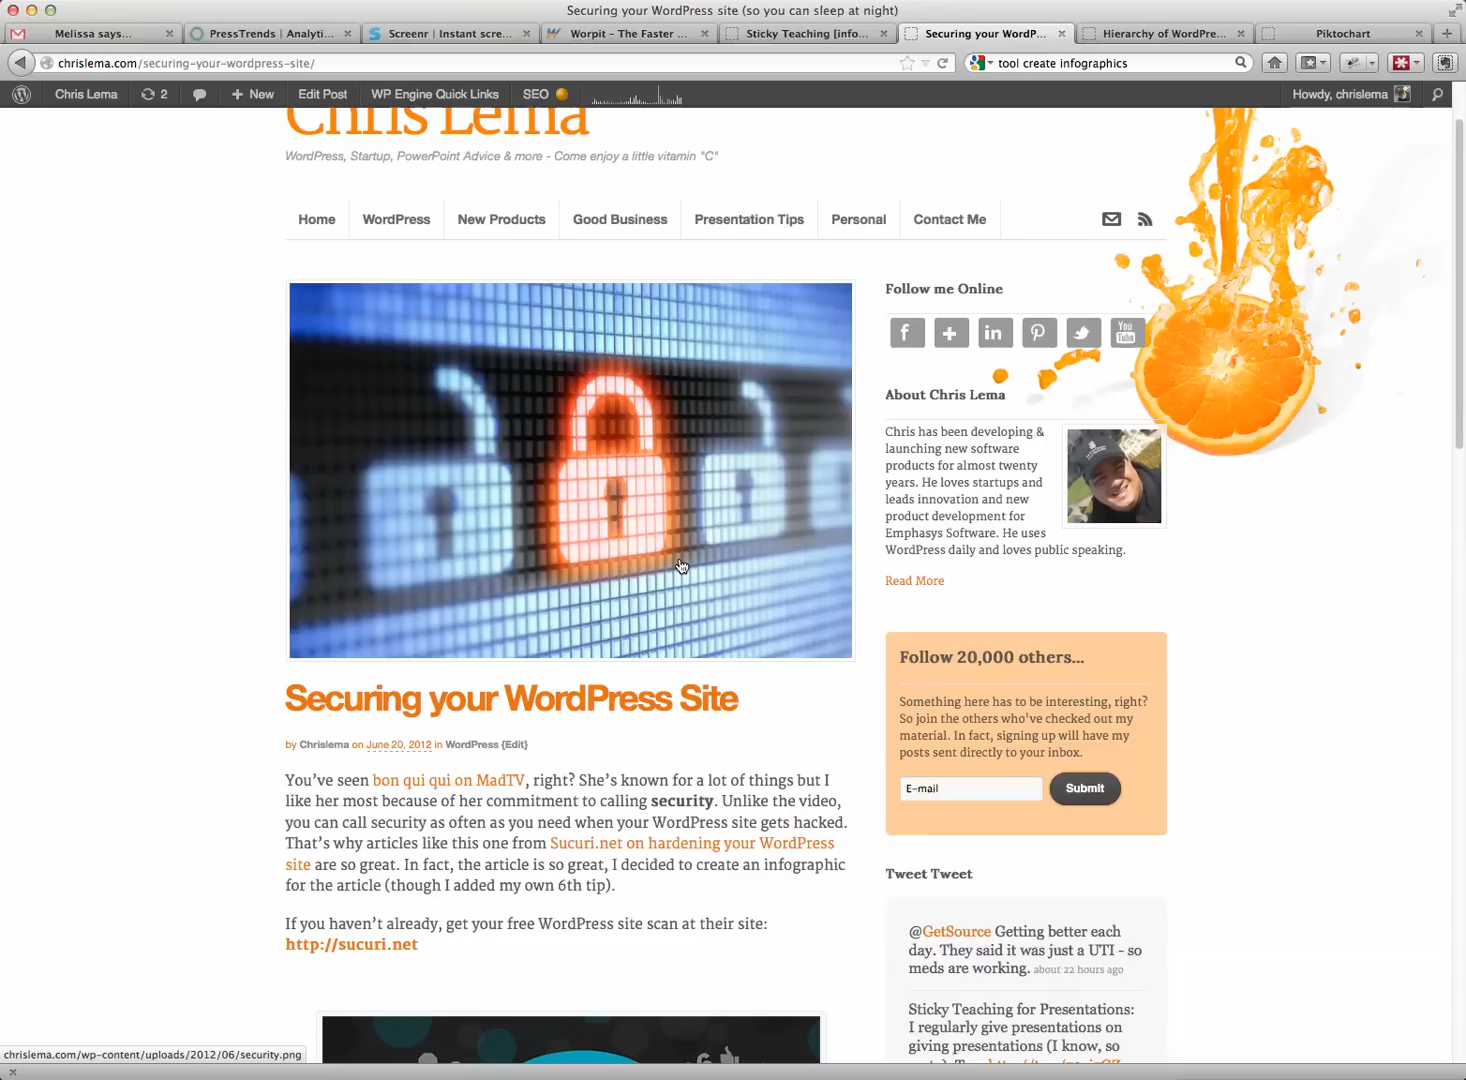 Securing your WordPress site (so you can sleep at night)
Melissa says...
PressTrends | Analyti...
Screenr | Instant scre...
Worpit – The Faster ...
Sticky Teaching [info...
Securing your WordP...
Hierarchy of WordPre...
Piktochart
chrislema.com/securing-your-wordpress-site/
tool create infographics
Chris Lema
2
+ New
Edit Post
WP Engine Quick Links
SEO
Howdy, chrislema
Chris Lema
WordPress, Startup, PowerPoint Advice & more - Come enjoy a little vitamin "C"
Home
WordPress
New Products
Good Business
Presentation Tips
Personal
Contact Me
Follow me Online
You Tube
About Chris Lema
Chris has been developing &
launching new software
products for almost twenty
years. He loves startups and
leads innovation and new
product development for
Emphasys Software. He uses
WordPress daily and loves public speaking.
Read More
Follow 20,000 others...
Something here has to be interesting, right?
So join the others who've checked out my
material. In fact, signing up will have my
posts sent directly to your inbox.
E-mail
Submit
Securing your WordPress Site
by Chrislema on June 20, 2012 in WordPress {Edit}
You've seen bon qui qui on MadTV, right? She's known for a lot of things but I
like her most because of her commitment to calling security. Unlike the video,
you can call security as often as you need when your WordPress site gets hacked.
That's why articles like this one from Sucuri.net on hardening your WordPress
site are so great. In fact, the article is so great, I decided to create an infographic
for the article (though I added my own 6th tip).
If you haven't already, get your free WordPress site scan at their site:
http://sucuri.net
Tweet Tweet
@GetSource Getting better each
day. They said it was just a UTI - so
meds are working. about 22 hours ago
Sticky Teaching for Presentations:
I regularly give presentations on
giving presentations (I know, so
chrislema.com/wp-content/uploads/2012/06/security.png